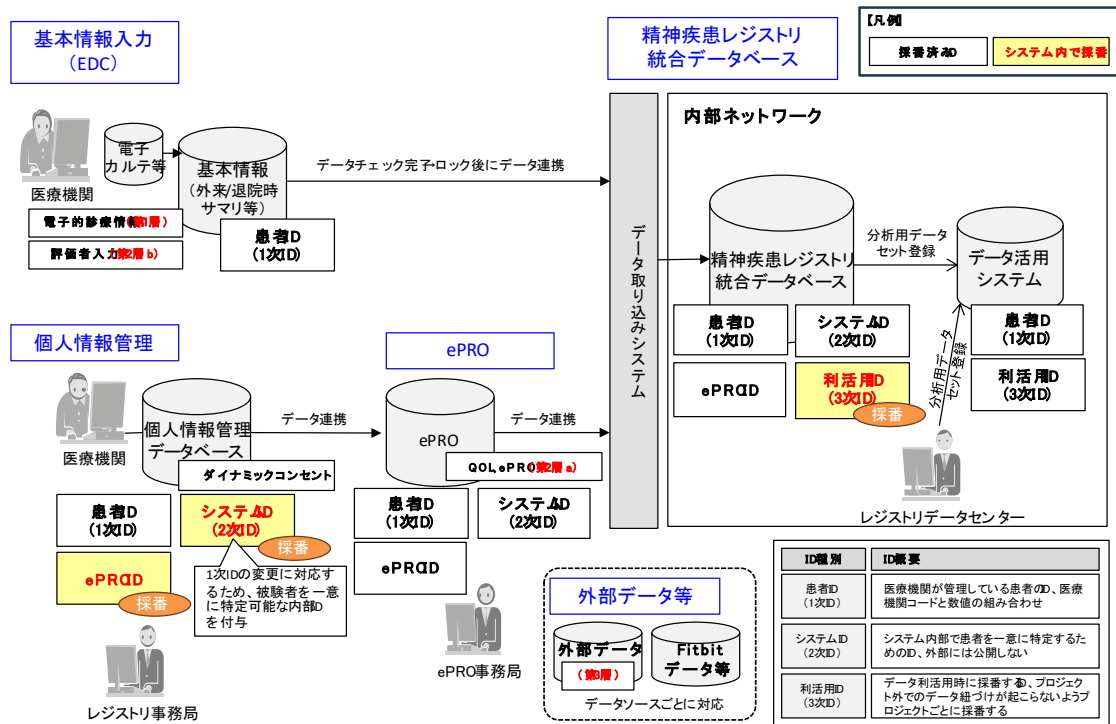 基本情報入力
（EDC）
精神疾患レジストリ
統合データベース
【凡例】
採番済みID
システム内で採番
電子
カルテ等
医療機関
基本情報
（外来/退院時
サマリ等）
データチェック完了・ロック後にデータ連携
電子的診療情報（第1層）
評価者入力（第2層b）
患者ID
（1次ID）
データ取り込みシステム
内部ネットワーク
精神疾患レジストリ
統合データベース
分析用データ
セット登録
データ活用
システム
患者ID
（1次ID）
システムID
（2次ID）
ePROID
利活用ID
（3次ID）
採番
患者ID
（1次ID）
利活用ID
（3次ID）
分析用データ
セット登録
レジストリデータセンター
個人情報管理
医療機関
個人情報管理
データベース
ダイナミックコンセント
データ連携
患者ID
（1次ID）
システムID
（2次ID）
採番
ePROID
採番
1次IDの変更に対応す
るため、被験者を一意
に特定可能な内部ID
を付与
レジストリ事務局
ePRO
ePRO
データ連携
QOL、ePRO（第2層a）
患者ID
（1次ID）
システムID
（2次ID）
ePROID
ePRO事務局
外部データ等
外部データ
（第3層）
Fitbit
データ等
データソースごとに対応
ID種別
ID概要
患者ID
（1次ID）
医療機関が管理している患者のID、医療
機関コードと数値の組み合わせ
システムID
（2次ID）
システム内部で患者を一意に特定するた
めのID、外部には公開しない
利活用ID
（3次ID）
データ利活用時に採番するID、プロジェク
ト外でのデータ紐づけが起こらないようプ
ロジェクトごとに採番する